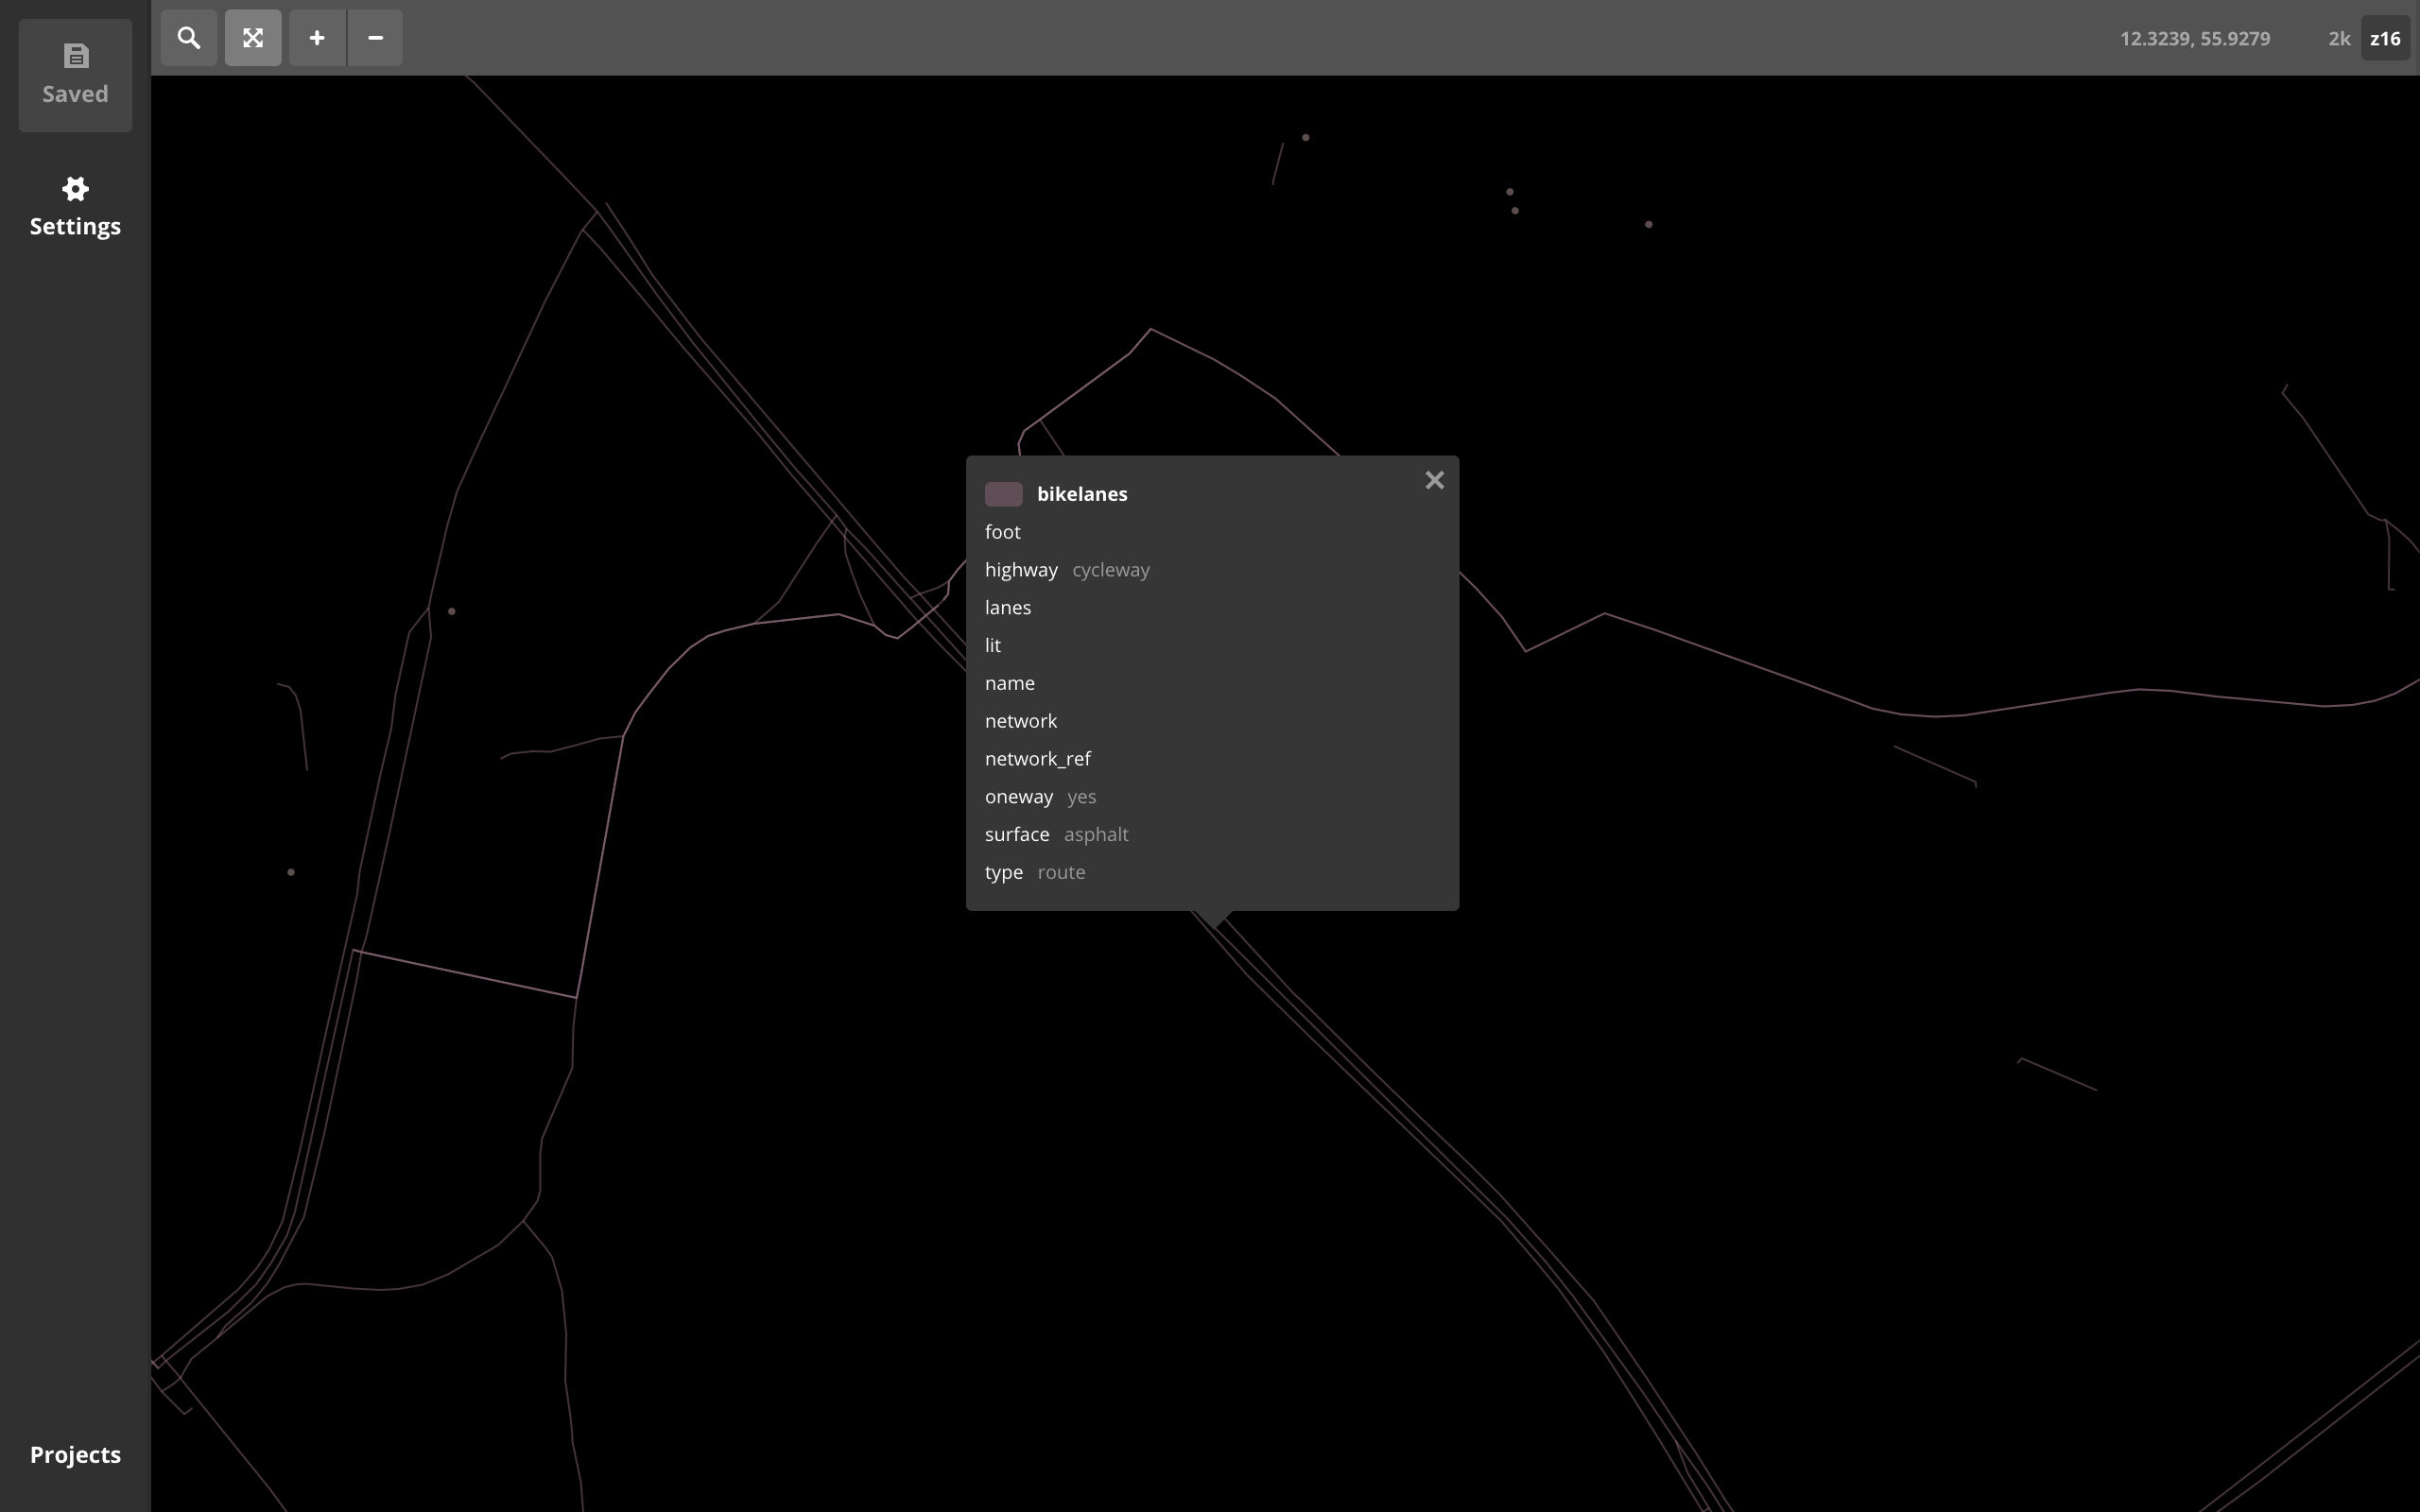 Saved
Settings
Projects
12.3239, 55.9279 2k z16
bikelanes
foot
highway cycleway
lanes
lit
name
network
network_ref
oneway yes
surface asphalt
type route